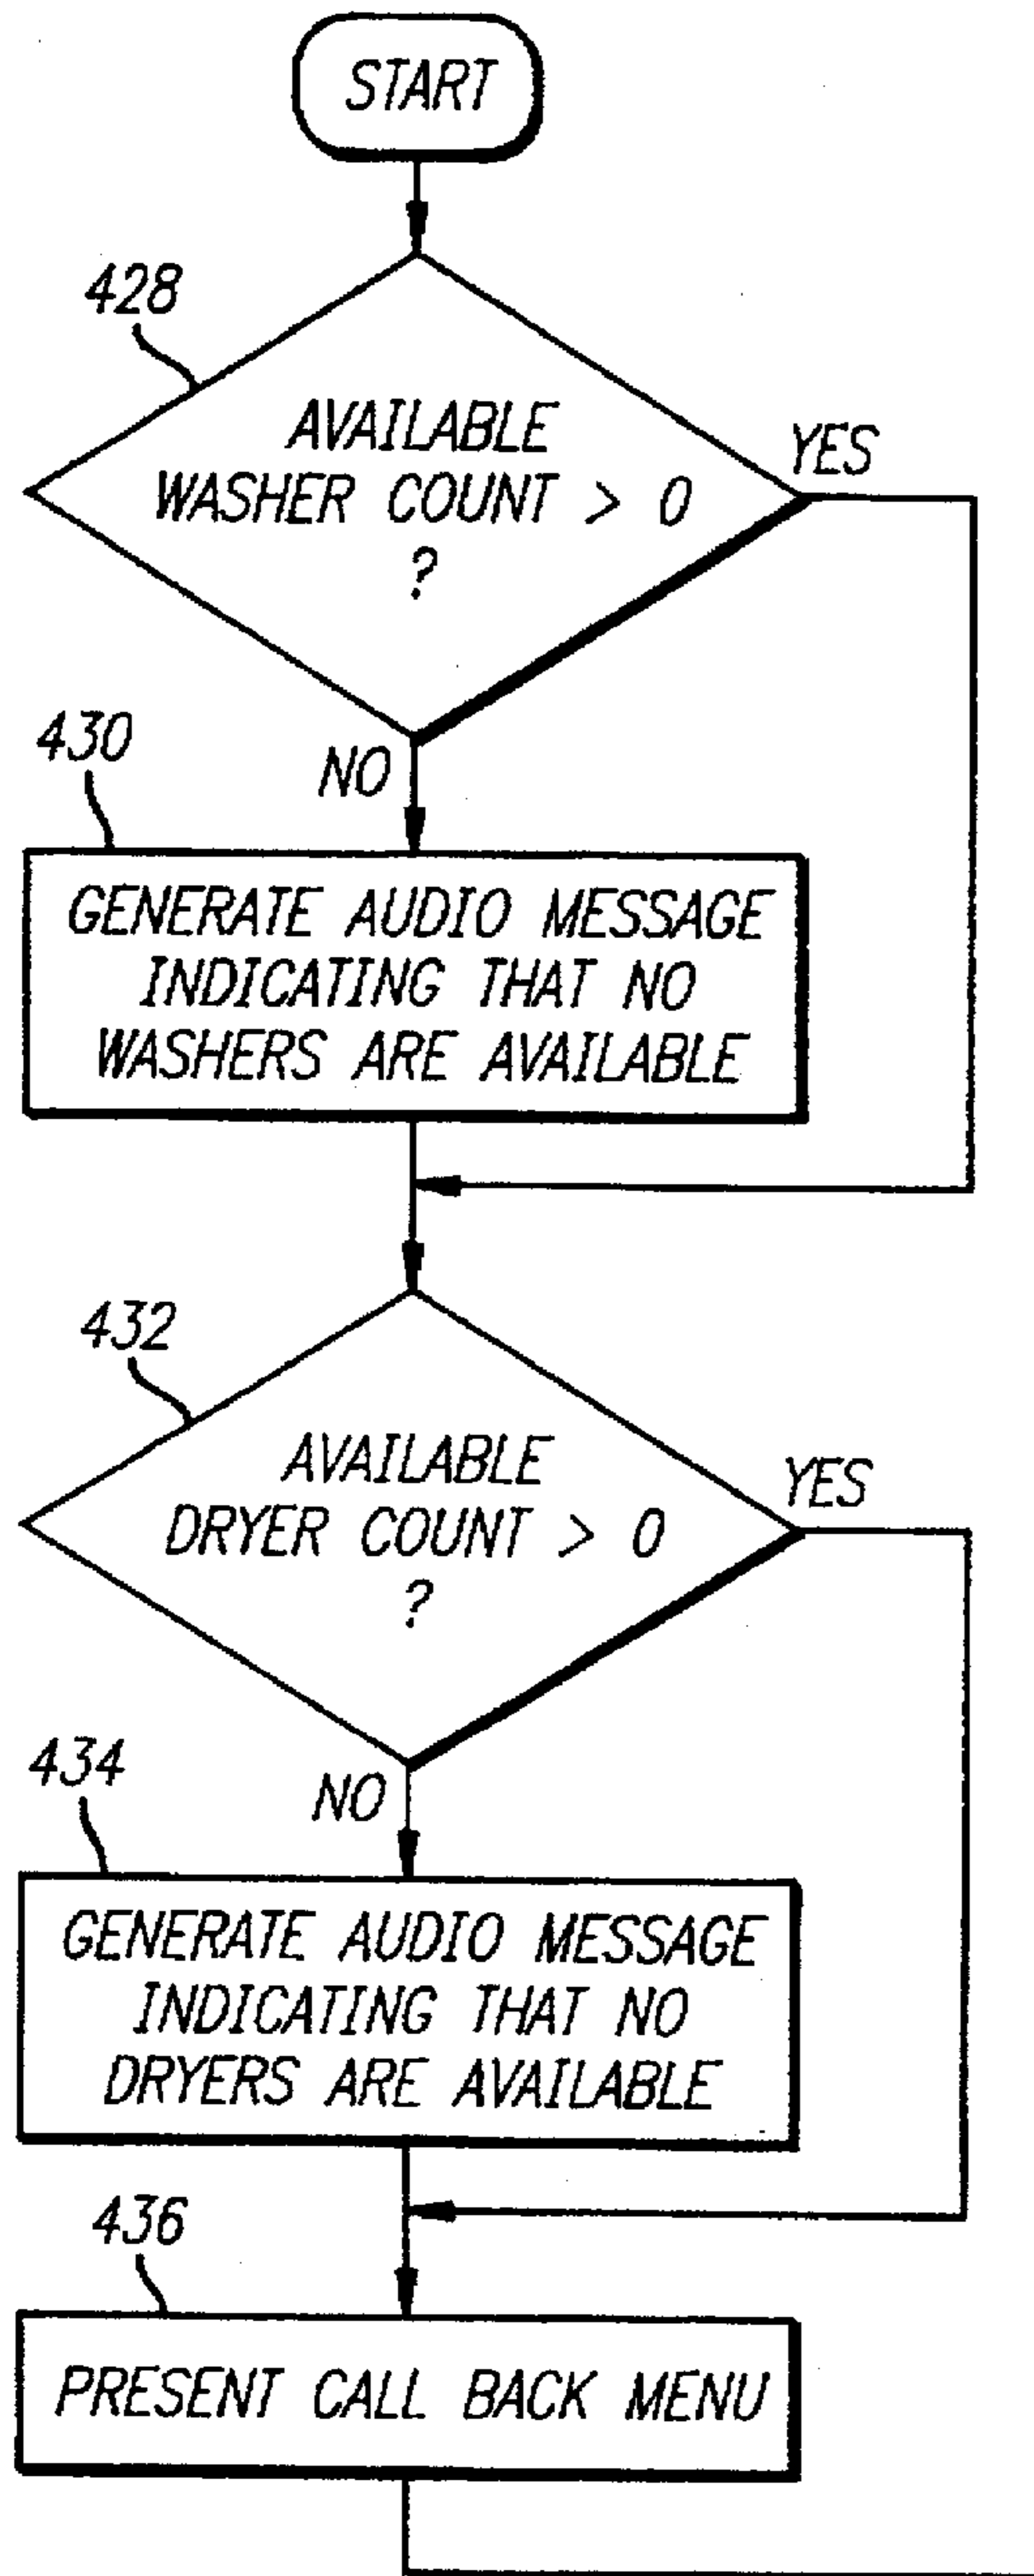 START
428
AVAILABLE
WASHER COUNT > 0
?
YES
NO
430
GENERATE AUDIO MESSAGE
INDICATING THAT NO
WASHERS ARE AVAILABLE
432
AVAILABLE
DRYER COUNT > 0
?
YES
NO
434
GENERATE AUDIO MESSAGE
INDICATING THAT NO
DRYERS ARE AVAILABLE
436
PRESENT CALL BACK MENU